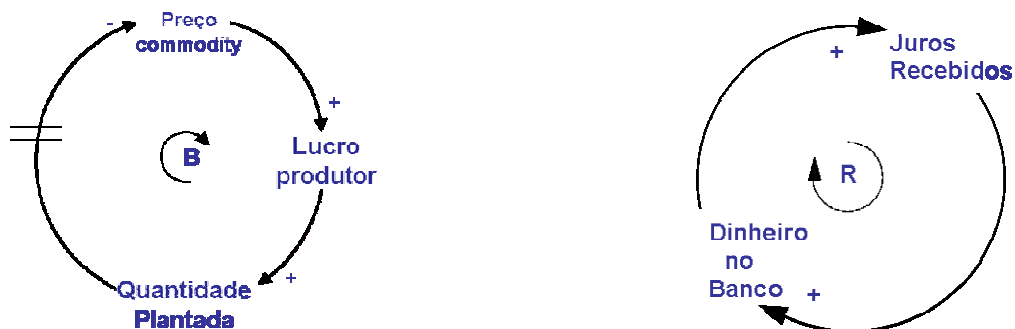 -
Preço
commodity
+
Lucro
produtor
B
+
Quantidade
Plantada
+
Juros
Recebidos
R
Dinheiro
no
Banco
+